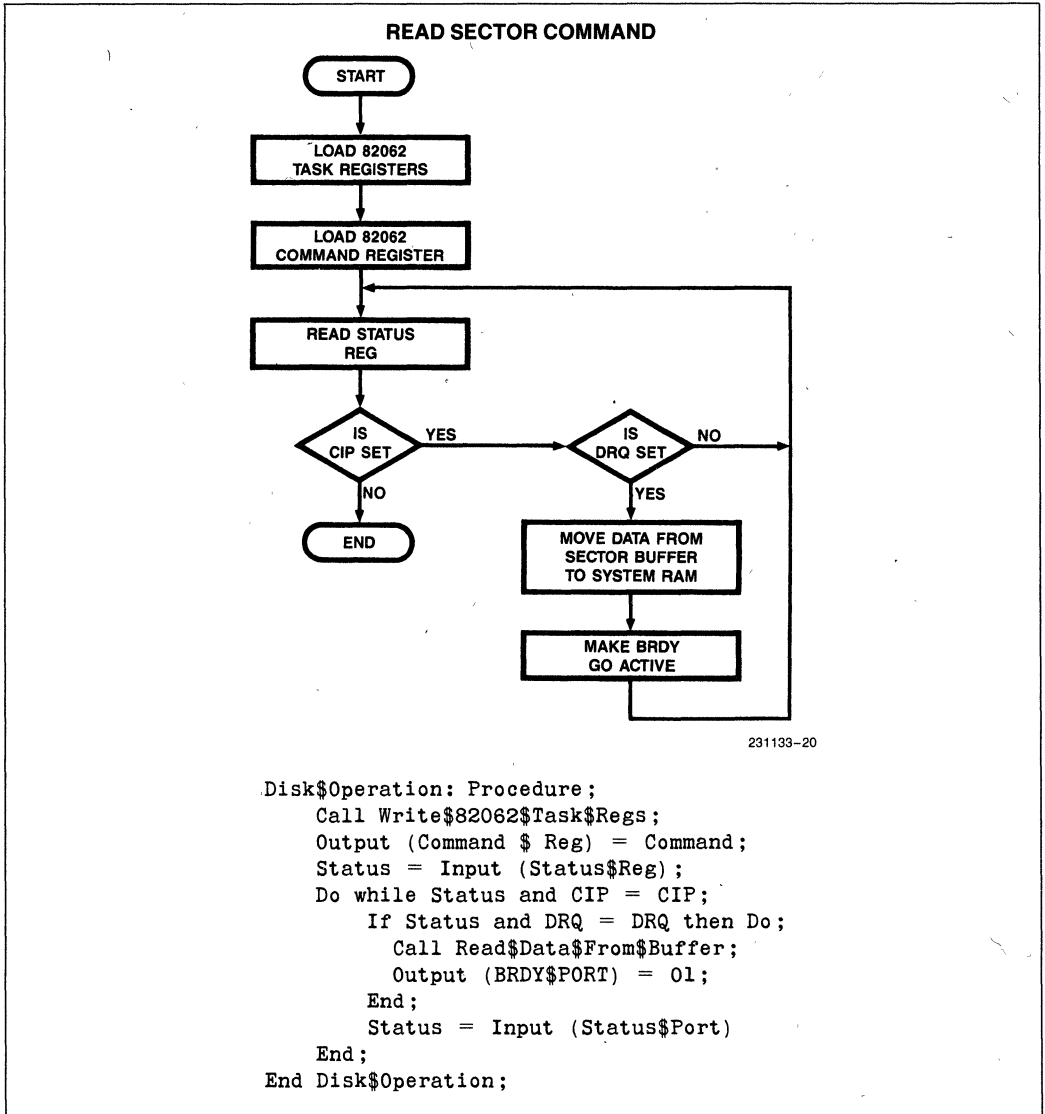 READ SECTOR COMMAND
START
LOAD 82062
TASK REGISTERS
LOAD 82062
COMMAND REGISTER
READ STATUS
REG
IS
CIP SET
YES
NO
END
IS
DRQ SET
NO
YES
MOVE DATA FROM
SECTOR BUFFER
TO SYSTEM RAM
MAKE BRDY
GO ACTIVE
231133-20
Disk$Operation: Procedure;
Call Write$82062$Task$Regs;
Output (Command $ Reg) = Command;
Status = Input (Status$Reg);
Do while Status and CIP = CIP;
If Status and DRQ = DRQ then Do;
Call Read$Data$From$Buffer;
Output (BRDY$PORT) = 01;
End;
Status = Input (Status$Port)
End;
End Disk$Operation;